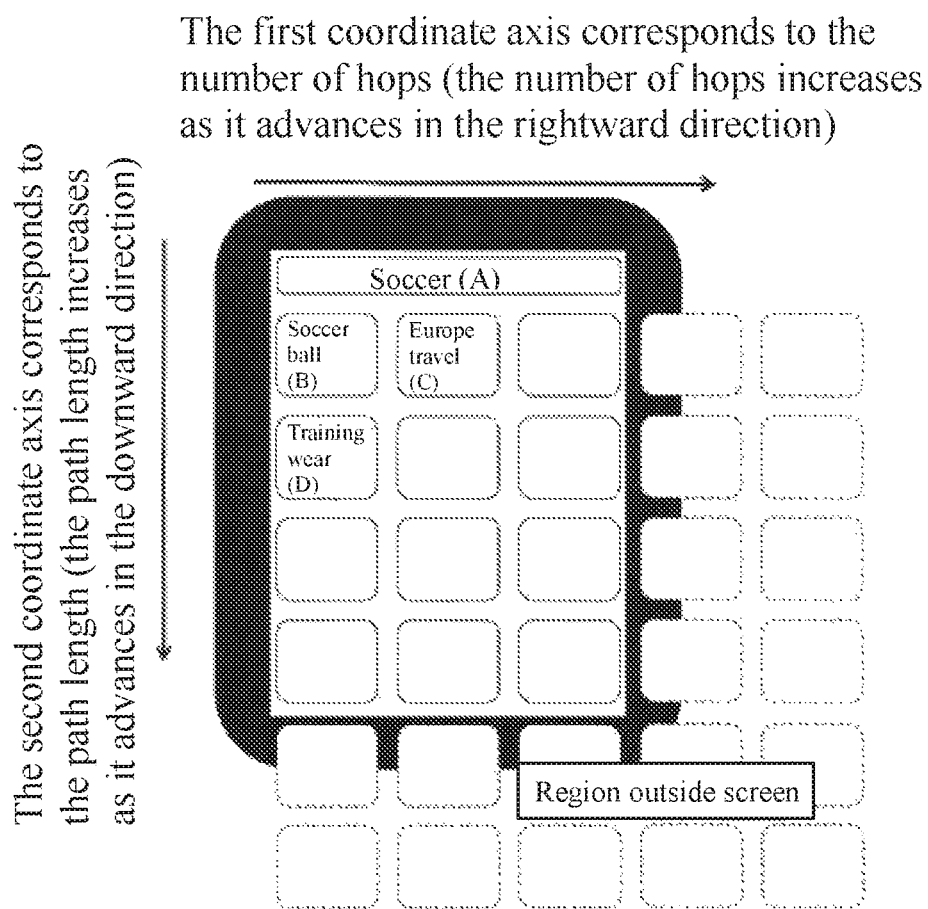 The first coordinate axis corresponds to the
number of hops (the number of hops increases
as it advances in the rightward direction)
The second coordinate axis corresponds to
the path length (the path length increases
as it advances in the downward direction)
Soccer (A)
Soccer
ball
(B)
Europe
travel
(C)
Training
wear
(D)
Region outside screen